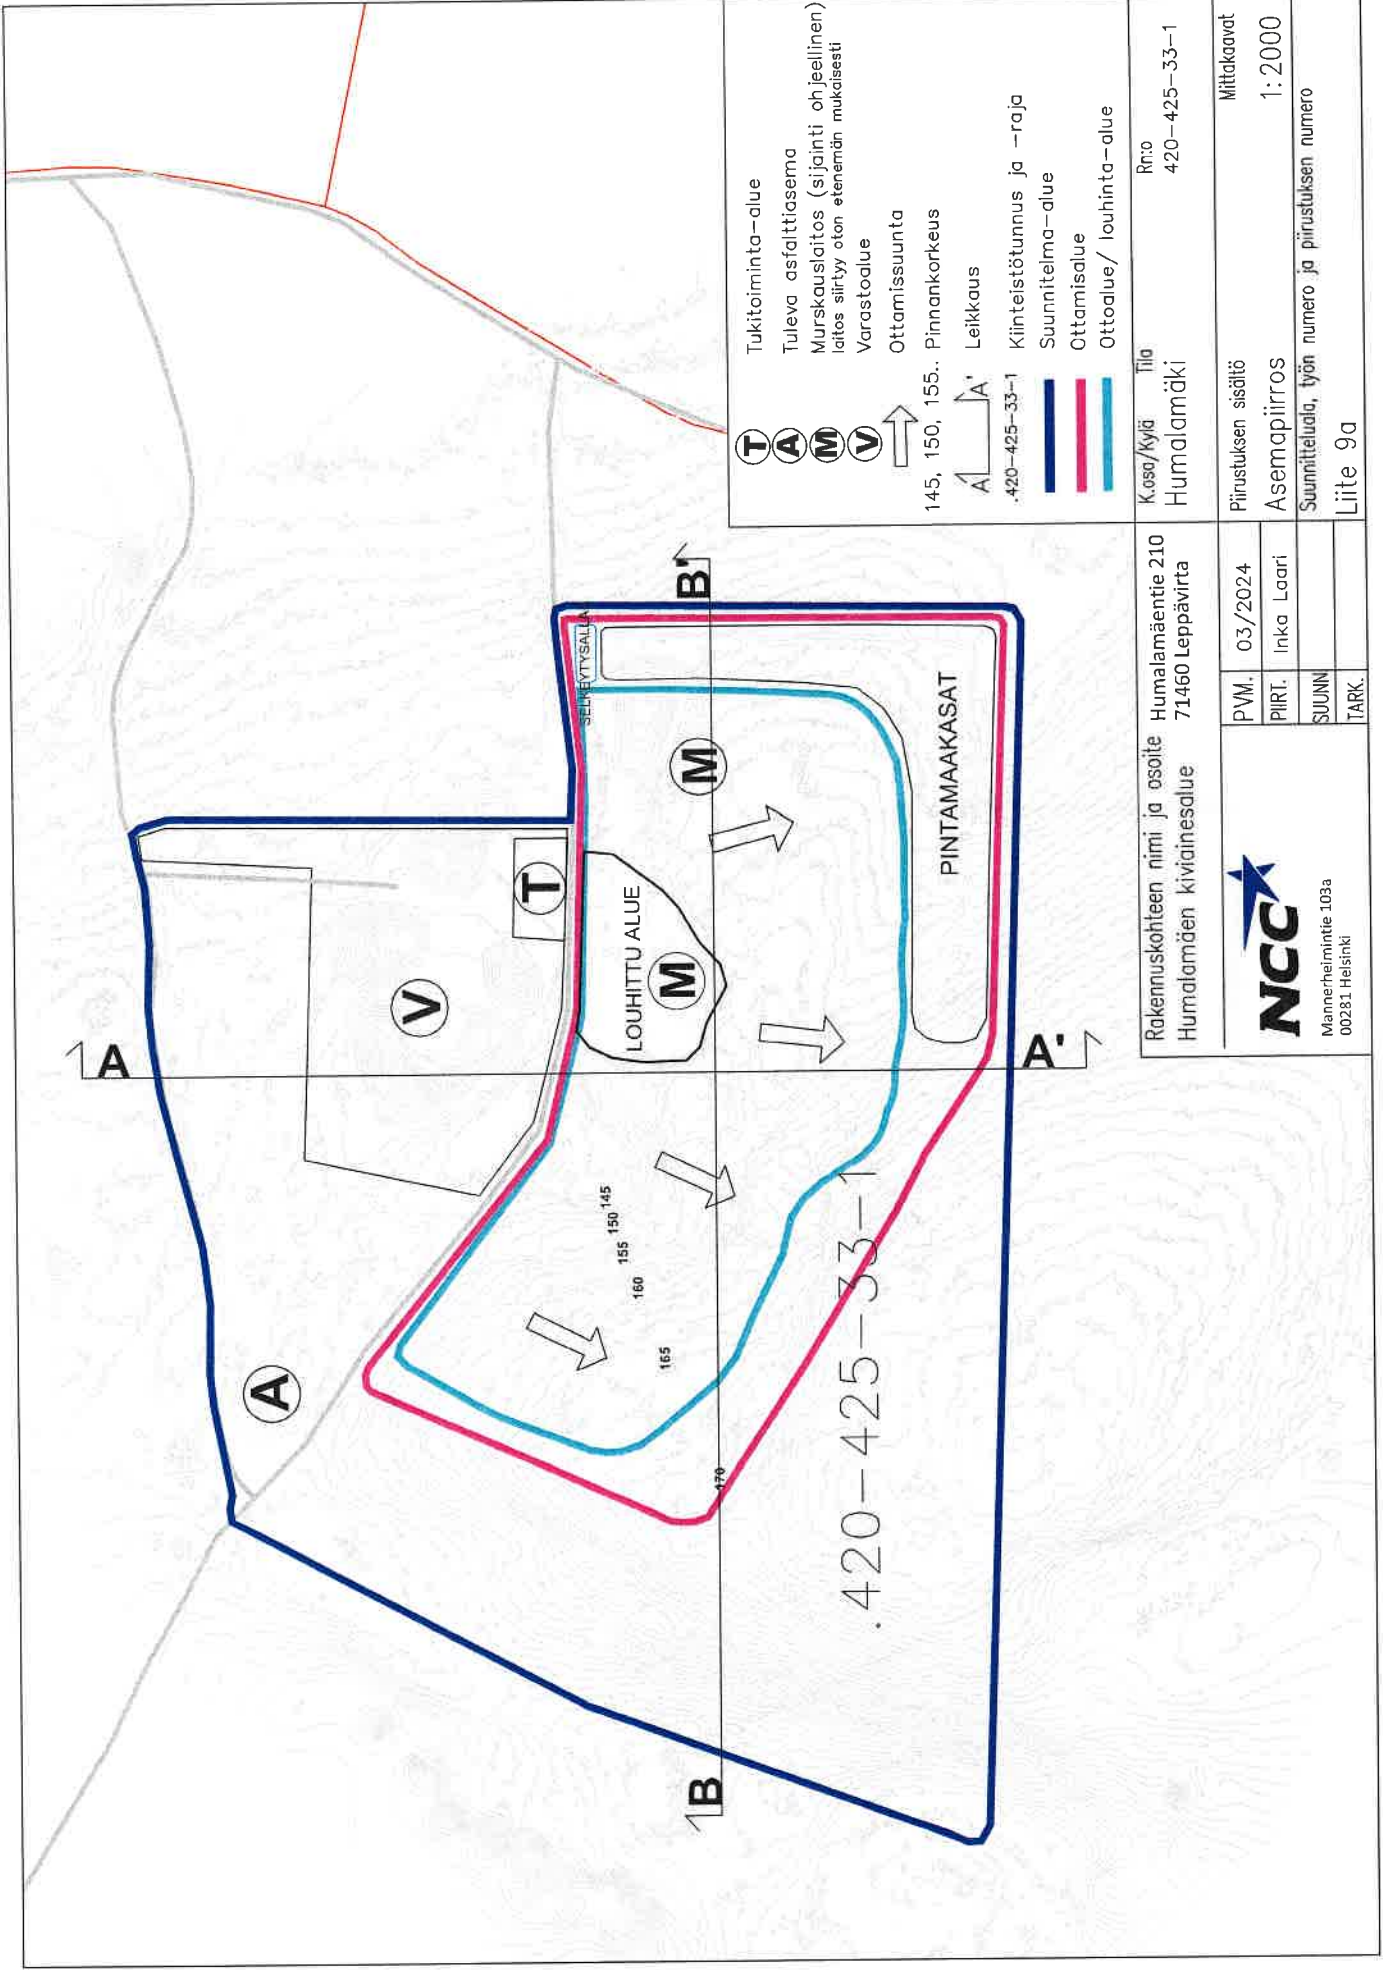 A
A
V
T
SELKEYTYSALLA
B'
LOUHITTU ALUE
M
M
145
150
155
160
165
170
B
PINTAMAAKASAT
A'
.420-425-33-1
T Tukitoiminta-alue
A Tuleva asfalttiasema
M Murskauslaitos (sijainti ohjeellinen)
laitos siirtyy oton etenemän mukaisesti
V Varastoalue
Ottamissuunta
145, 150, 155.. Pinnankorkeus
A A' Leikkaus
.420-425-33-1 Kiinteistötunnus ja -raja
Suunnitelma-alue
Ottamisalue
Ottoalue/ louhinta-alue
Rakennuskohteen nimi ja osoite
Humalamäen kiviainesalue
Humalamäentie 210
71460 Leppävirta
K.osa/Kylä Tila Rn:o
Humalamäki 420-425-33-1
NCC
Mannerheimintie 103a
00281 Helsinki
PVM. 03/2024
PIIRT. Inka Laari
SUUNN
TARK.
Piirustuksen sisältö Mittakaavat
Asemapiirros 1:2000
Suunnitteluala, työn numero ja piirustuksen numero
Liite 9a